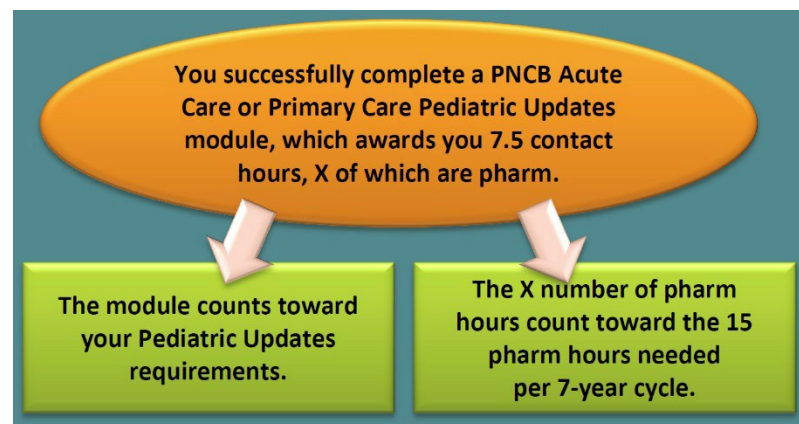 You successfully complete a PNCB Acute
Care or Primary Care Pediatric Updates
module, which awards you 7.5 contact
hours, X of which are pharm.
The module counts toward
your Pediatric Updates
requirements.
The X number of pharm
hours count toward the 15
pharm hours needed
per 7-year cycle.